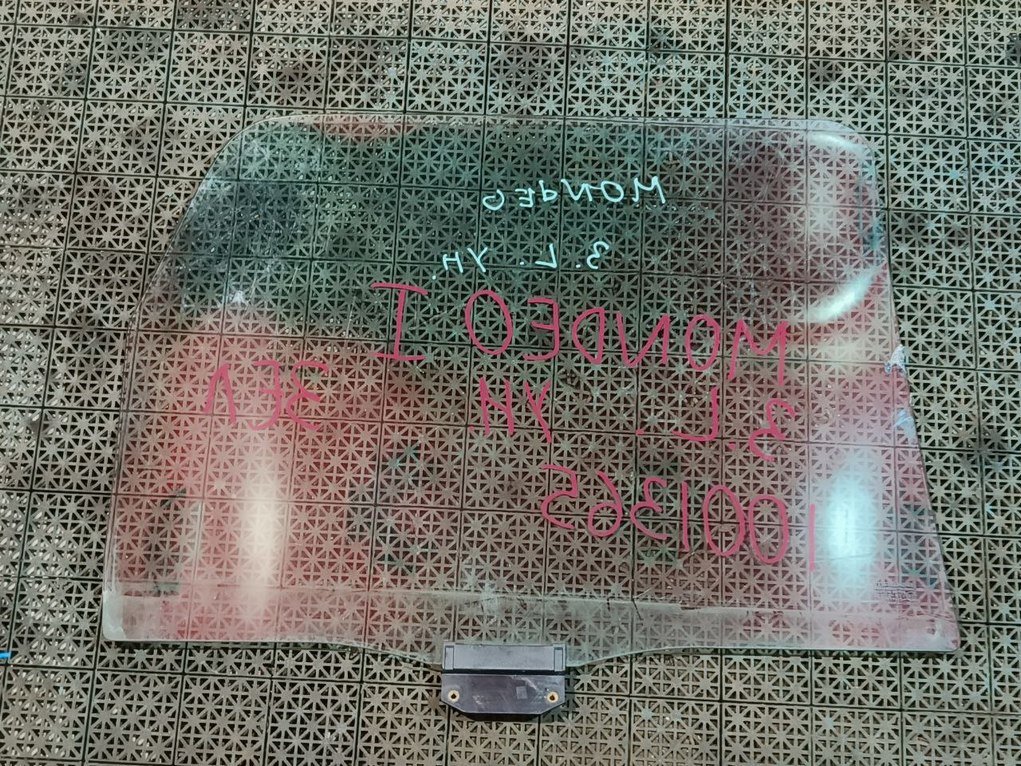 MONDEO
З. L. УН.
MONDEO I
З. L УН ЗЕЛ
1001365